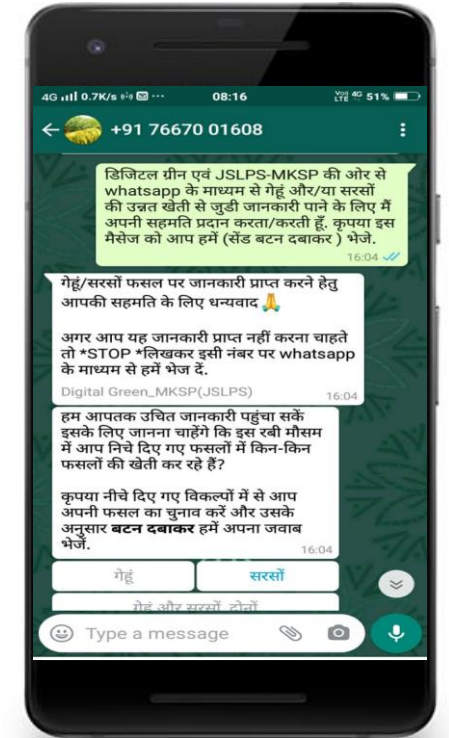 4G 0.7K/s ... 08:16 Vo) LTE 4G 51%
+91 76670 01608
डिजिटल ग्रीन एवं JSLPS-MKSP की ओर से
whatsapp के माध्यम से गेहूं और/या सरसों
की उन्नत खेती से जुडी जानकारी पाने के लिए मैं
अपनी सहमति प्रदान करता/करती हूँ. कृपया इस
मैसेज को आप हमें (सेंड बटन दबाकर ) भेजे.
16:04
गेहूं/सरसों फसल पर जानकारी प्राप्त करने हेतु
आपकी सहमति के लिए धन्यवाद 🙏
अगर आप यह जानकारी प्राप्त नहीं करना चाहते
तो *STOP *लिखकर इसी नंबर पर whatsapp
के माध्यम से हमें भेज दें.
Digital Green_MKSP(JSLPS) 16:04
हम आपतक उचित जानकारी पहुंचा सकें
इसके लिए जानना चाहेंगे कि इस रबी मौसम
में आप निचे दिए गए फसलों में किन-किन
फसलों की खेती कर रहे हैं?
कृपया नीचे दिए गए विकल्पों में से आप
अपनी फसल का चुनाव करें और उसके
अनुसार बटन दबाकर हमें अपना जवाब
भेजें. 16:04
गेहूं सरसों
गेहूं और सरसों दोनों
Type a message